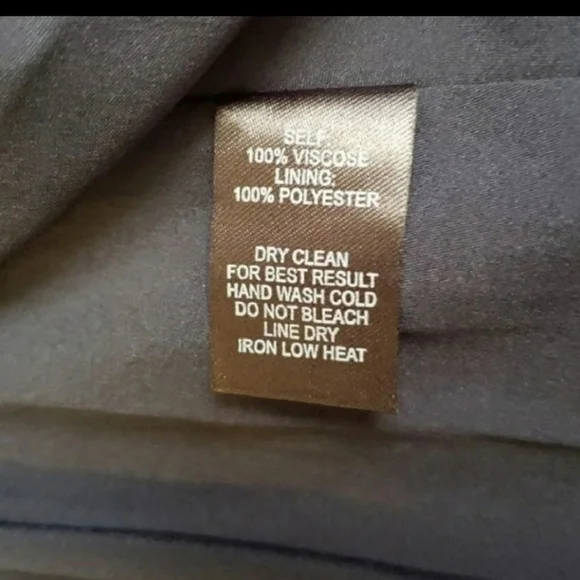 SELF:
100% VISCOSE
LINING:
100% POLYESTER
DRY CLEAN
FOR BEST RESULT
HAND WASH COLD
DO NOT BLEACH
LINE DRY
IRON LOW HEAT